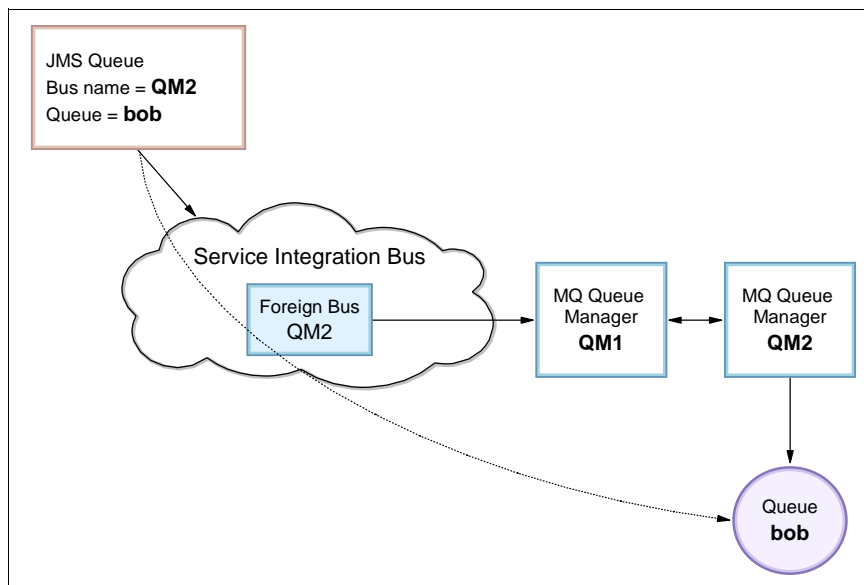 JMS Queue
Bus name = QM2
Queue = bob
Service Integration Bus
Foreign Bus
QM2
MQ Queue
Manager
QM1
MQ Queue
Manager
QM2
Queue
bob